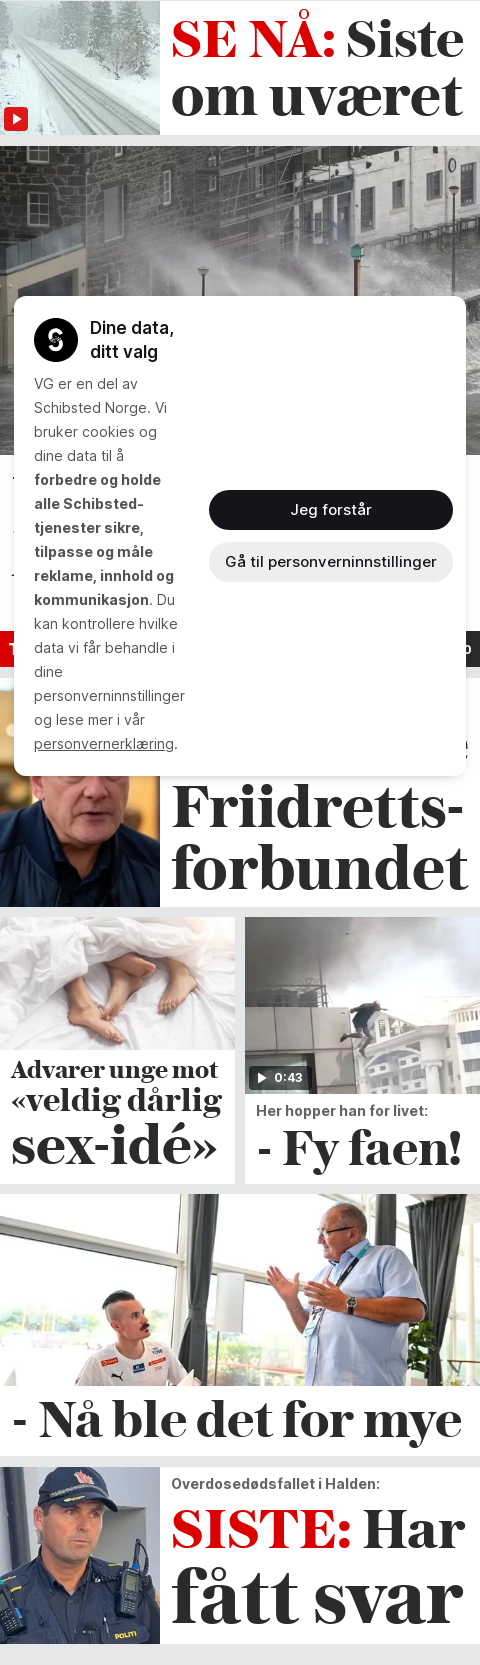 SE NÅ: Siste
om uværet
Dine data,
ditt valg
VG er en del av
Schibsted Norge. Vi
bruker cookies og
dine data til å
forbedre og holde
alle Schibsted-
tjenester sikre,
tilpasse og måle
reklame, innhold og
kommunikasjon. Du
kan kontrollere hvilke
data vi får behandle i
dine
personverninnstillinger
og lese mer i vår
personvernerklæring.
Jeg forstår
Gå til personverninnstillinger
Friidretts-
forbundet
Advarer unge mot
«veldig dårlig
sex-idé»
0:43
Her hopper han for livet:
- Fy faen!
- Nå ble det for mye
Overdosedødsfallet i Halden:
SISTE: Har
fått svar
POLITI